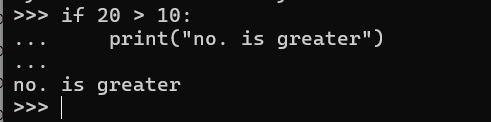 >>> if 20 > 10:
...     print("no. is greater")
...
no. is greater
>>>